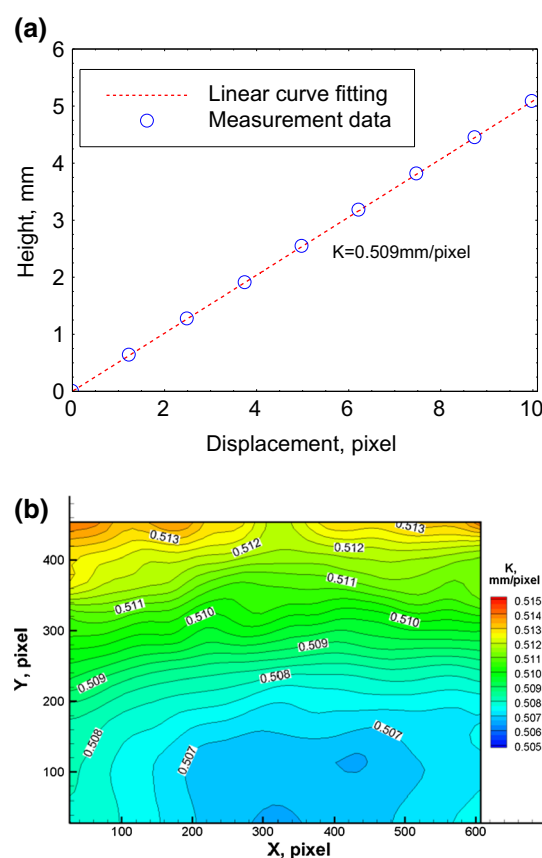 (a)
6
5
4
3
2
1
0
Height, mm
Linear curve fitting
Measurement data
K=0.509mm/pixel
0 2 4 6 8 10
Displacement, pixel
(b)
400
300
200
100
Y, pixel
0.513 0.513
0.512 0.512
0.511 0.511
0.510 0.510
0.509 0.509
0.508 0.508
0.507 0.507
K,
mm/pixel
0.515
0.514
0.513
0.512
0.511
0.510
0.509
0.508
0.507
0.506
0.505
100 200 300 400 500 600
X, pixel